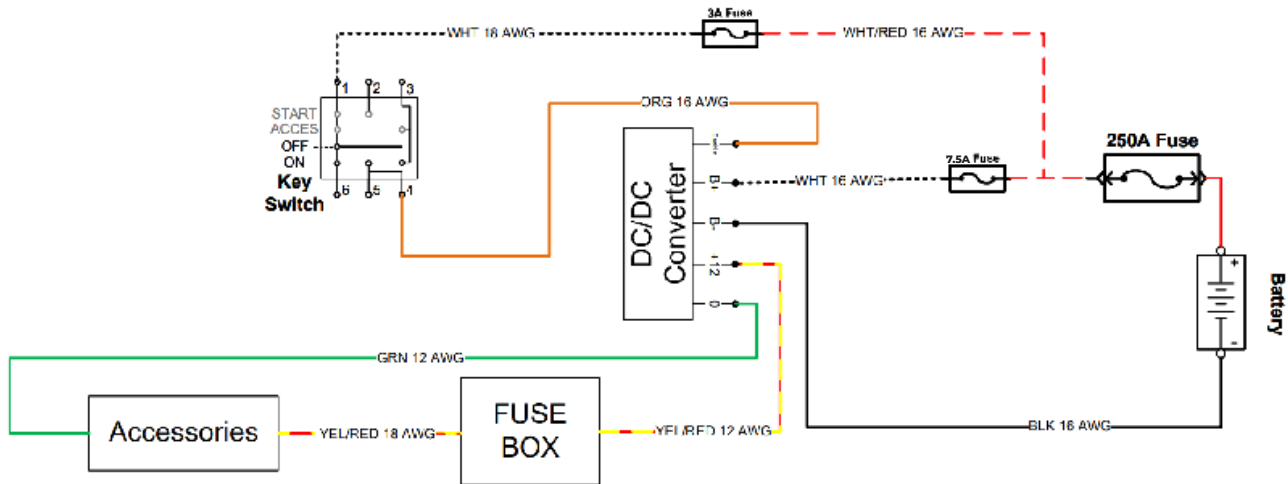 3A Fuse
WHT 18 AWG
WHT/RED 16 AWG
1 2 3
START
ACCES
OFF
ON
Key
Switch
6 5 4
ORG 16 AWG
DC/DC
Converter
B+
B-
+12
WHT 16 AWG
7.5A Fuse
250A Fuse
+
-
Battery
GRN 12 AWG
BLK 16 AWG
Accessories
YEL/RED 18 AWG
FUSE
BOX
YEL/RED 12 AWG